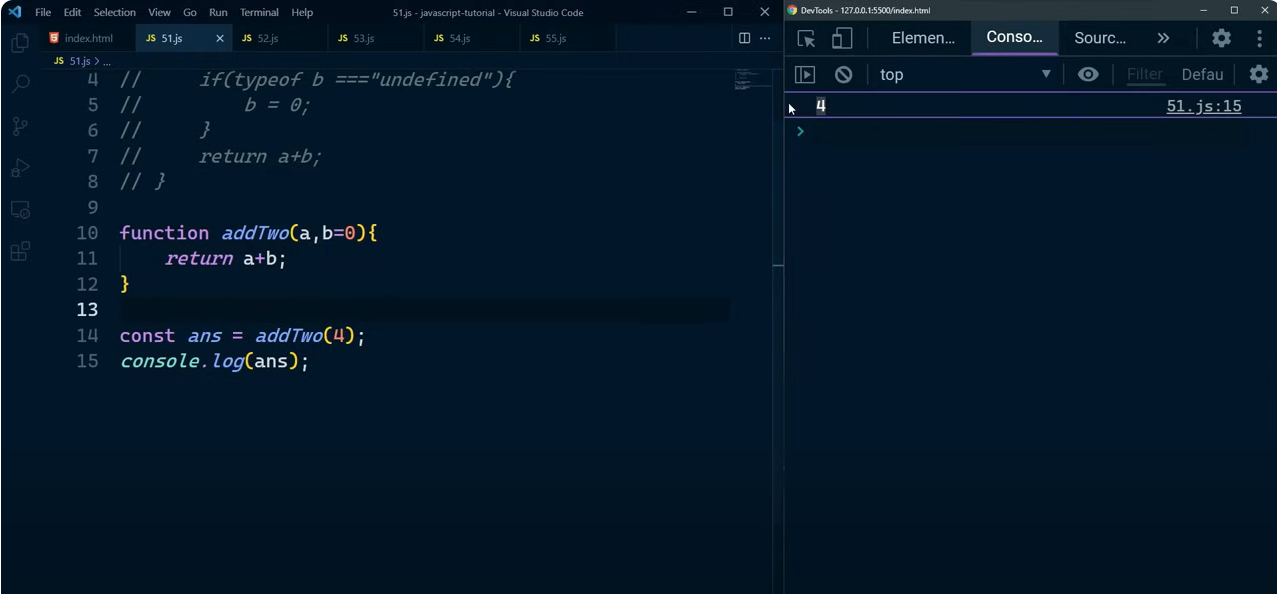 File Edit Selection View Go Run Terminal Help 51.js - javascript-tutorial - Visual Studio Code
DevTools - 127.0.0.1:5500/index.html
index.html JS 51.js JS 52.js JS 53.js JS 54.js JS 55.js
Elemen... Conso... Sourc...
JS 51.js > ...
top Filter Defau
4 51.js:15
4 // if(typeof b ==="undefined"){
5 // b = 0;
6 // }
7 // return a+b;
8 // }
9
10 function addTwo(a,b=0){
11 return a+b;
12 }
13
14 const ans = addTwo(4);
15 console.log(ans);